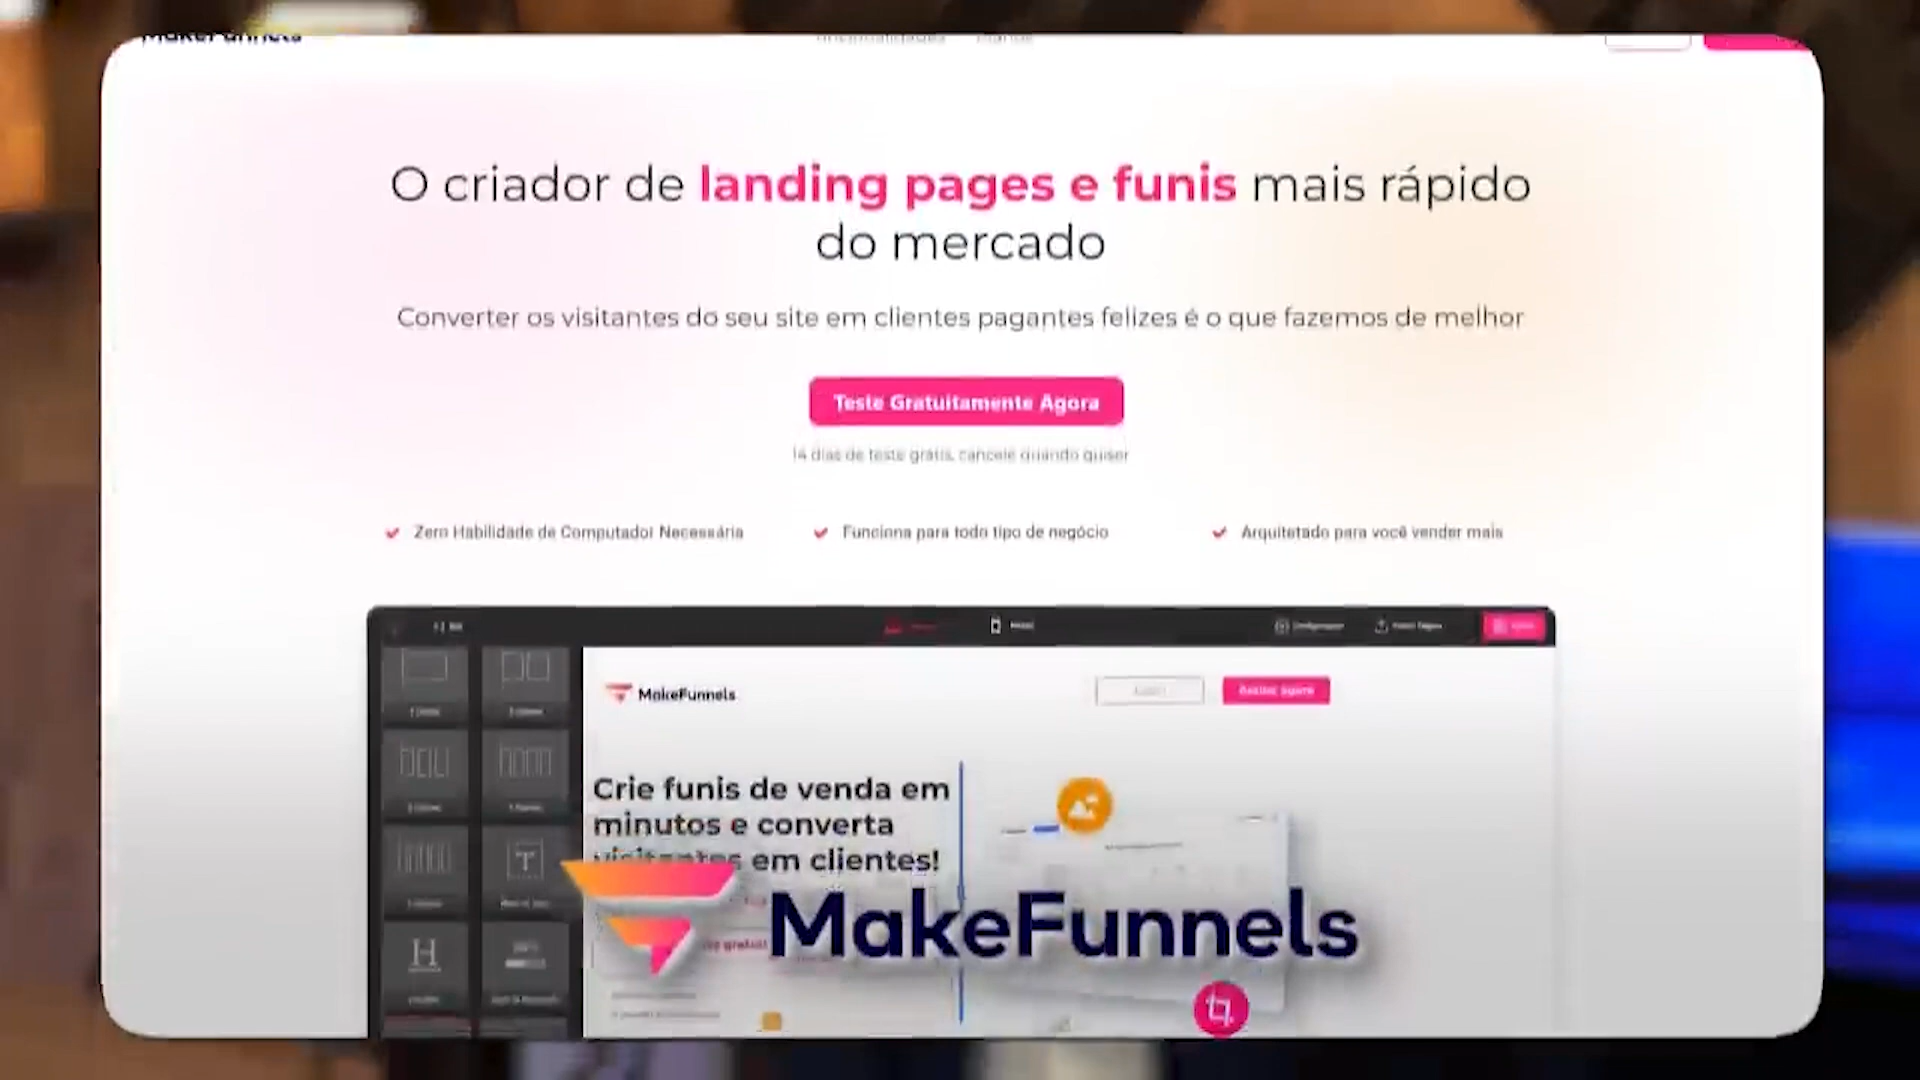 MakeFunnels
O criador de landing pages e funis mais rápido
do mercado
Converter os visitantes do seu site em clientes pagantes felizes é o que fazemos de melhor
Teste Gratuitamente Agora
14 dias de teste grátis, cancele quando quiser
Zero Habilidade de Computador Necessária
Funciona para todo tipo de negócio
Arquitetado para você vender mais
MakeFunnels
Crie funis de venda em
minutos e converta
visitantes em clientes!
MakeFunnels